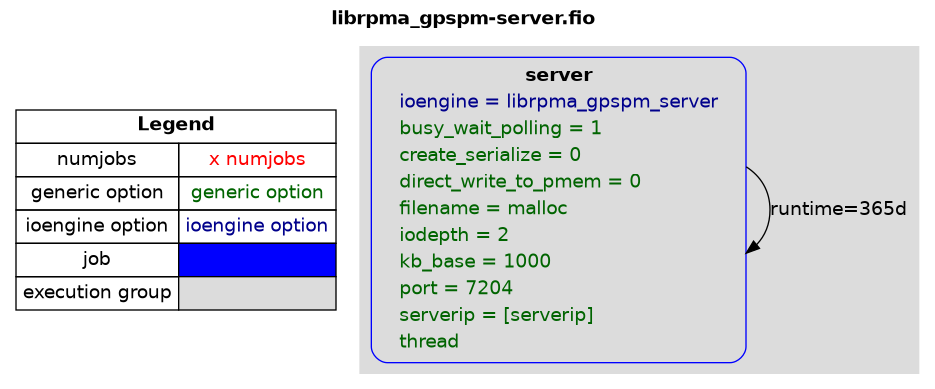 librpma_gpspm-server.fio
Legend
numjobs x numjobs
generic option generic option
ioengine option ioengine option
job
execution group
server
ioengine = librpma_gpspm_server
busy_wait_polling = 1
create_serialize = 0
direct_write_to_pmem = 0
filename = malloc
iodepth = 2
kb_base = 1000
port = 7204
serverip = [serverip]
thread
runtime=365d